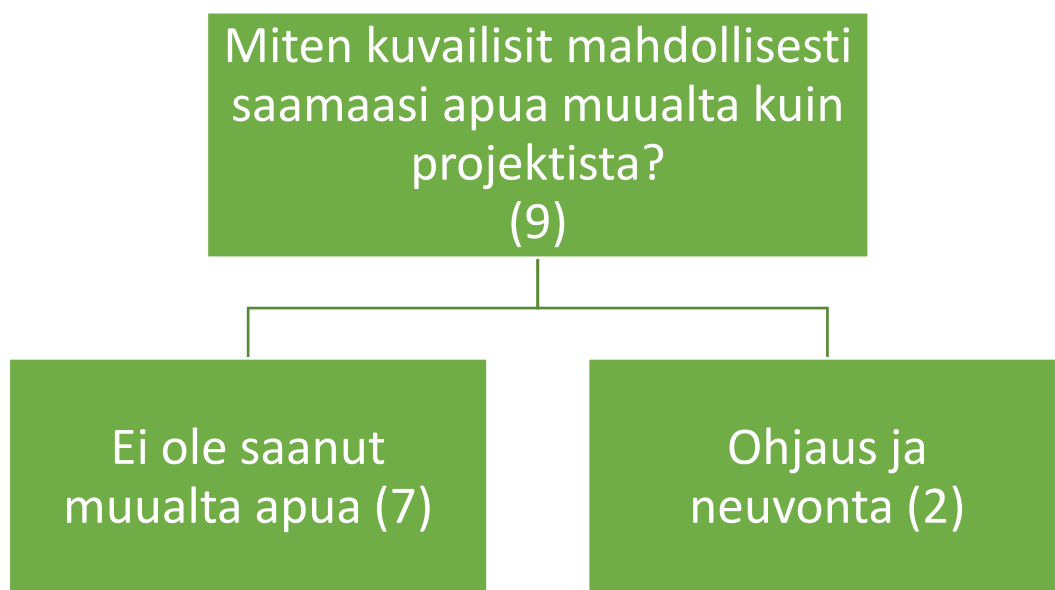 Miten kuvailisit mahdollisesti
saamaasi apua muualta kuin
projektista?
(9)
Ei ole saanut
muualta apua (7)
Ohjaus ja
neuvonta (2)